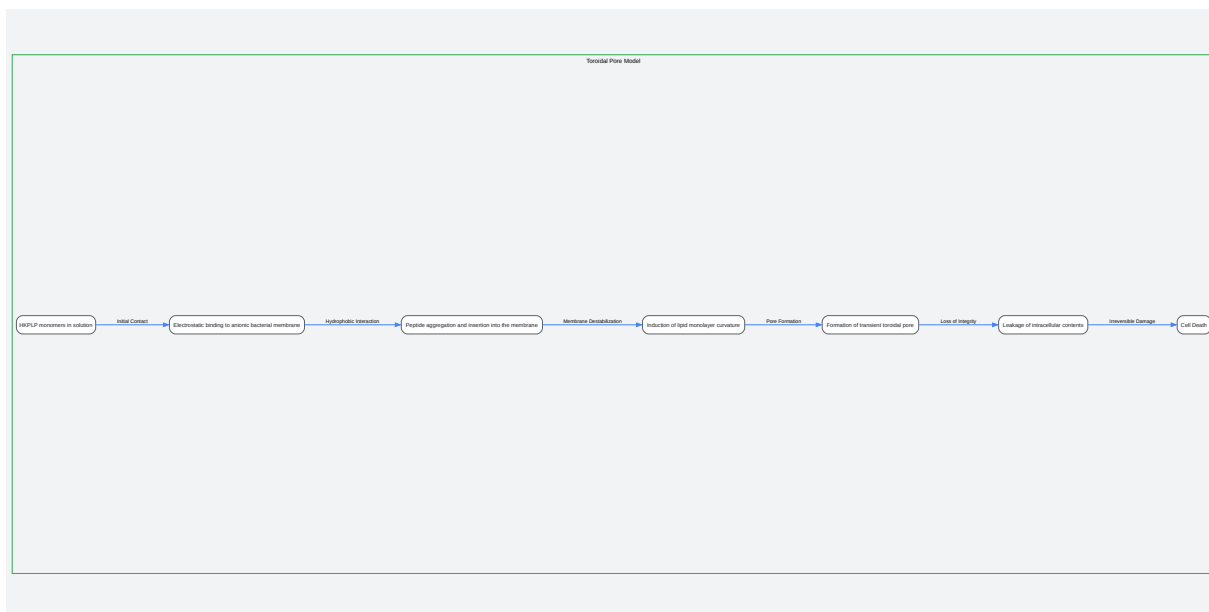 Toroidal Pore Model
HKPLP monomers in solution
Initial Contact
Electrostatic binding to anionic bacterial membrane
Hydrophobic Interaction
Peptide aggregation and insertion into the membrane
Membrane Destabilization
Induction of lipid monolayer curvature
Pore Formation
Formation of transient toroidal pore
Loss of Integrity
Leakage of intracellular contents
Irreversible Damage
Cell Death